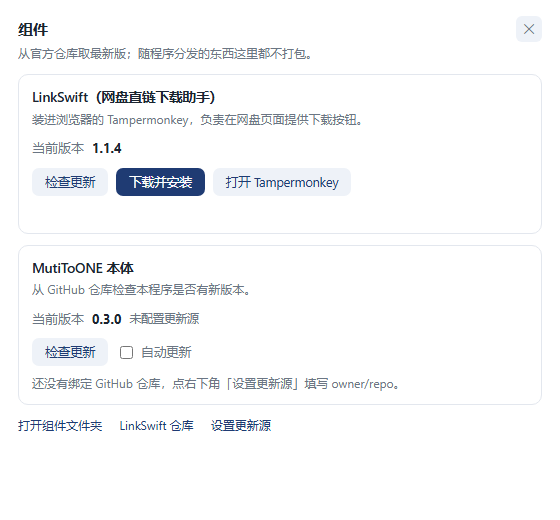 组件
从官方仓库取最新版；随程序分发的东西这里都不打包。
LinkSwift（网盘直链下载助手）
装进浏览器的 Tampermonkey，负责在网盘页面提供下载按钮。
当前版本 1.1.4
检查更新 下载并安装 打开 Tampermonkey
MutiToONE 本体
从 GitHub 仓库检查本程序是否有新版本。
当前版本 0.3.0 未配置更新源
检查更新 自动更新
还没有绑定 GitHub 仓库，点右下角「设置更新源」填写 owner/repo。
打开组件文件夹 LinkSwift 仓库 设置更新源